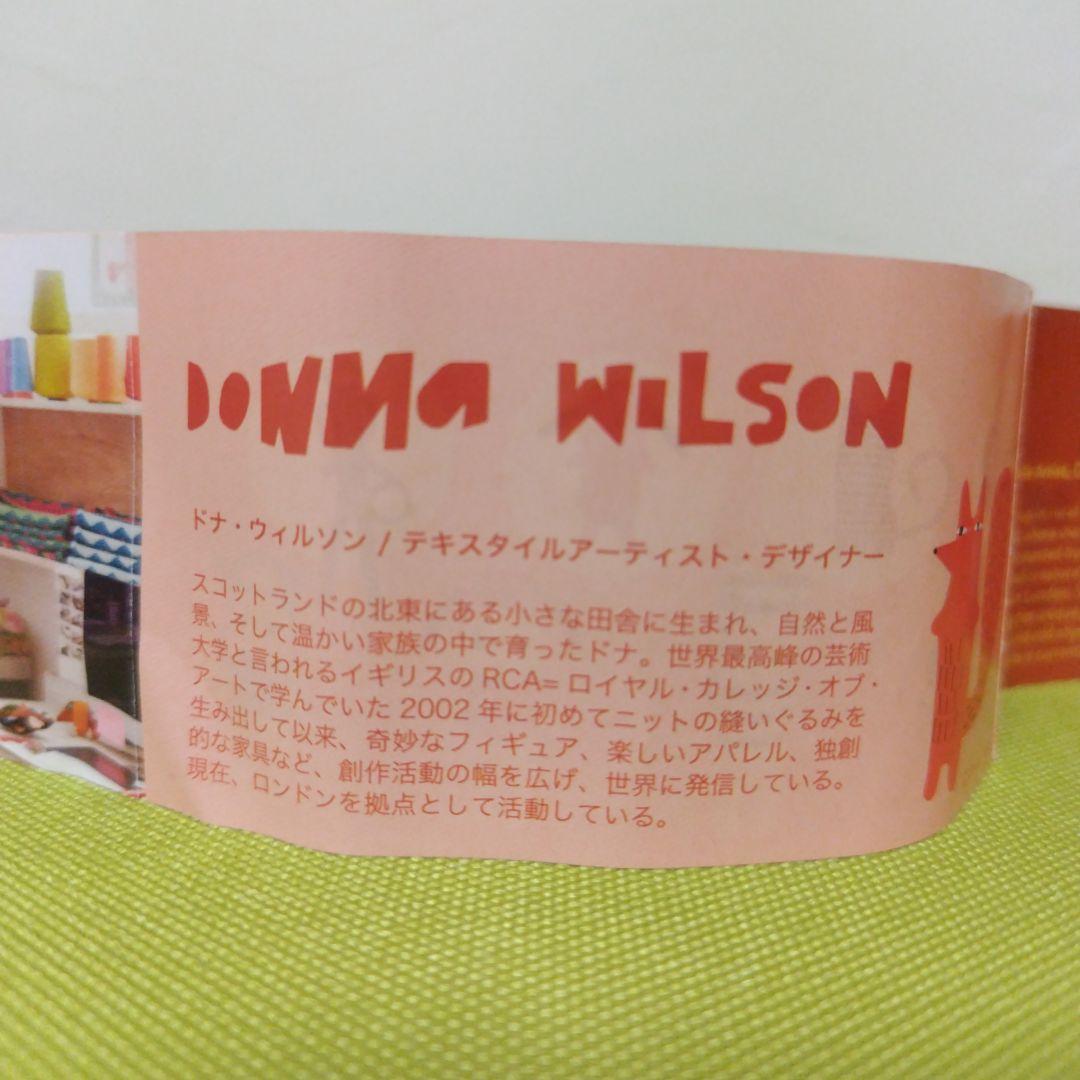 DONNa WiLSON
ドナ・ウィルソン / テキスタイルアーティスト・デザイナー
スコットランドの北東にある小さな田舎に生まれ、自然と風
景、そして温かい家族の中で育ったドナ。世界最高峰の芸術
大学と言われるイギリスの RCA= ロイヤル・カレッジ・オブ・
アートで学んでいた 2002 年に初めてニットの縫いぐるみを
生み出して以来、奇妙なフィギュア、楽しいアパレル、独創
的な家具など、創作活動の幅を広げ、世界に発信している。
現在、ロンドンを拠点として活動している。